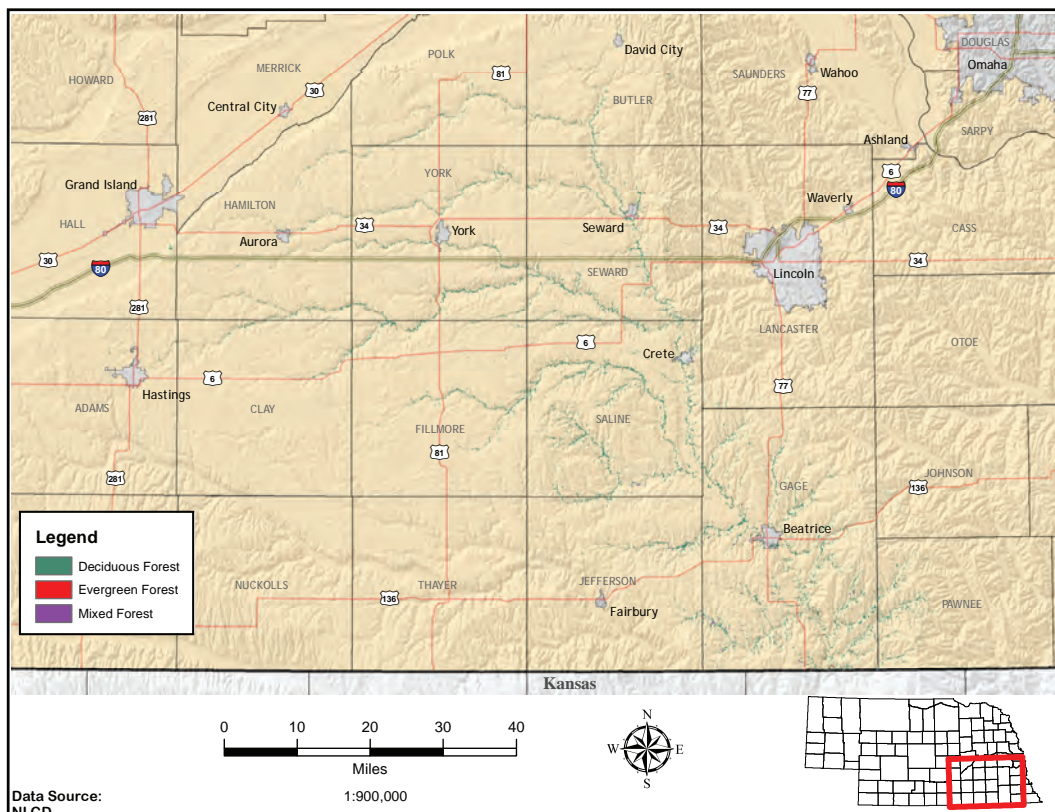 HOWARD
MERRICK
POLK
81
David City
BUTLER
SAUNDERS
Wahoo
77
DOUGLAS
Omaha
Central City
30
281
Ashland
SARPY
6
80
Grand Island
HALL
HAMILTON
YORK
Waverly
34
Aurora
York
Seward
34
CASS
30
80
281
SEWARD
Lincoln
34
LANCASTER
OTOE
6
Crete
6
77
Hastings
ADAMS
CLAY
FILLMORE
SALINE
81
281
GAGE
JOHNSON
136
Beatrice
Legend
Deciduous Forest
Evergreen Forest
Mixed Forest
NUCKOLLS
THAYER
136
JEFFERSON
Fairbury
PAWNEE
Kansas
0 10 20 30 40
Miles
N
W E
S
Data Source:
1:900,000
NLCD